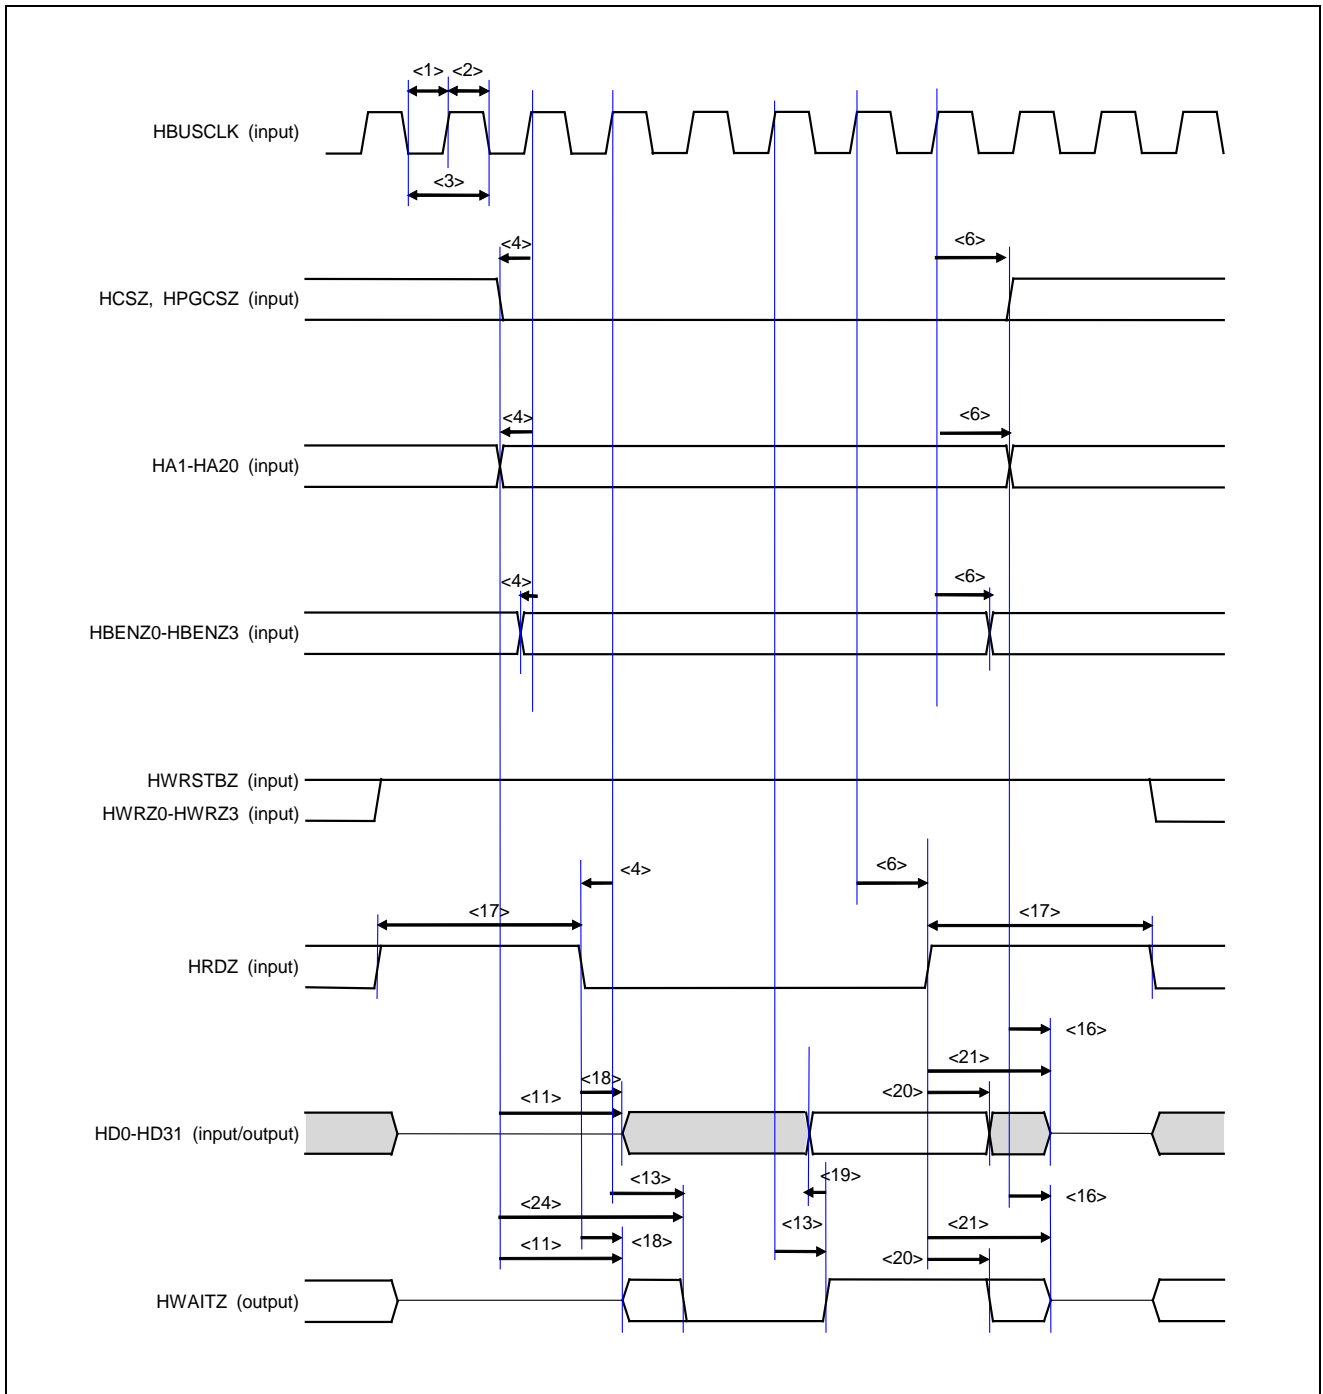 <1> <2>
HBUSCLK (input)
<3>
<4> <6>
HCSZ, HPGCSZ (input)
<4> <6>
HA1-HA20 (input)
<4> <6>
HBENZ0-HBENZ3 (input)
HWRSTBZ (input)
HWRZ0-HWRZ3 (input)
<4> <6>
<17> <17>
HRDZ (input)
<16>
<21>
<18> <20>
<11>
HD0-HD31 (input/output)
<13> <19>
<24> <16>
<13> <21>
<11> <18> <20>
HWAITZ (output)